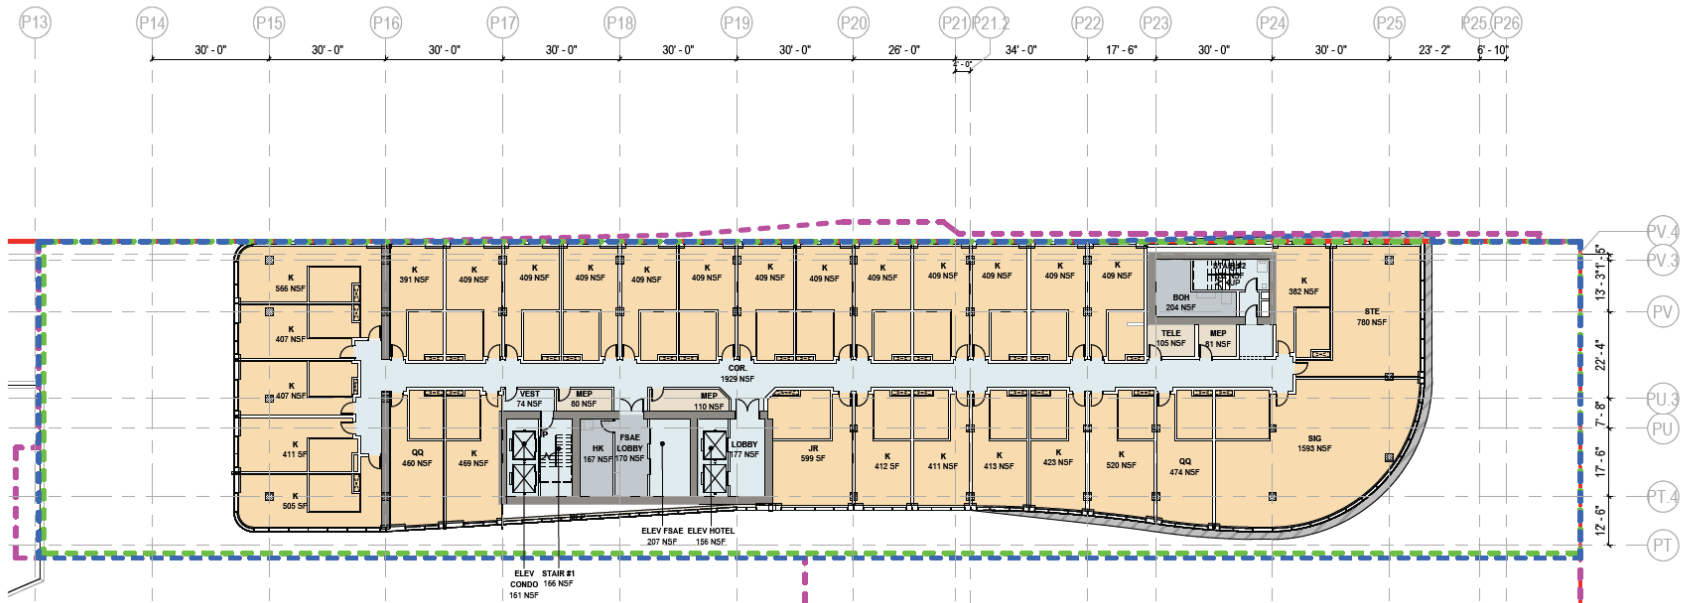 P13 P14 P15 P16 P17 P18 P19 P20 P21 P21.2 P22 P23 P24 P25 P25. P26
30' - 0" 30' - 0" 30' - 0" 30' - 0" 30' - 0" 30' - 0" 26' - 0" 34' - 0" 17' - 6" 30' - 0" 30' - 0" 23' - 2" 6' - 10"
4' - 0"
PV.4
PV.3
PV
PU.3
PU
PT.4
PT
5"
13' - 3"
22' - 4"
7' - 8"
17' - 6"
12' - 6"
K
566 NSF
K
407 NSF
K
407 NSF
K
411 SF
K
505 SF
K
391 NSF
K
409 NSF
K
409 NSF
K
409 NSF
K
409 NSF
K
409 NSF
K
409 NSF
K
409 NSF
K
409 NSF
K
409 NSF
K
409 NSF
K
409 NSF
K
409 NSF
BOH
204 NSF
UP
TELE
105 NSF
MEP
81 NSF
K
382 NSF
STE
780 NSF
COR.
1929 NSF
VEST
74 NSF
MEP
80 NSF
MEP
110 NSF
QQ
460 NSF
K
469 NSF
HK
167 NSF
FSAE
LOBBY
170 NSF
LOBBY
177 NSF
JR
599 SF
K
412 SF
K
411 NSF
K
413 NSF
K
423 NSF
K
520 NSF
QQ
474 NSF
SIG
1593 NSF
ELEV FSAE
207 NSF
ELEV HOTEL
156 NSF
ELEV
CONDO
161 NSF
STAIR #1
166 NSF